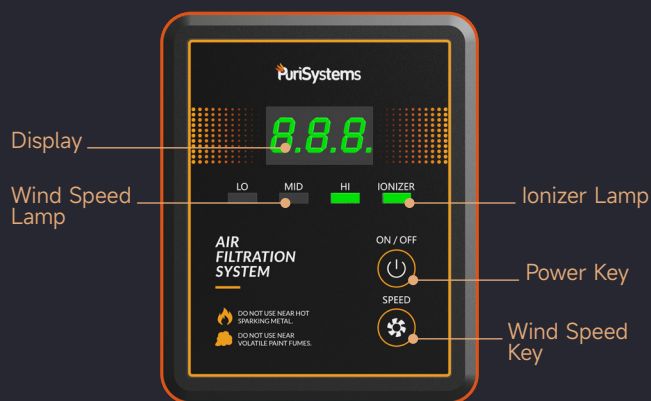 PuriSystems
8.8.8.
Display
Wind Speed
Lamp
LO MID HI IONIZER
Ionizer Lamp
AIR
FILTRATION
SYSTEM
ON / OFF
Power Key
SPEED
DO NOT USE NEAR HOT
SPARKING METAL.
DO NOT USE NEAR
VOLATILE PAINT FUMES.
Wind Speed
Key